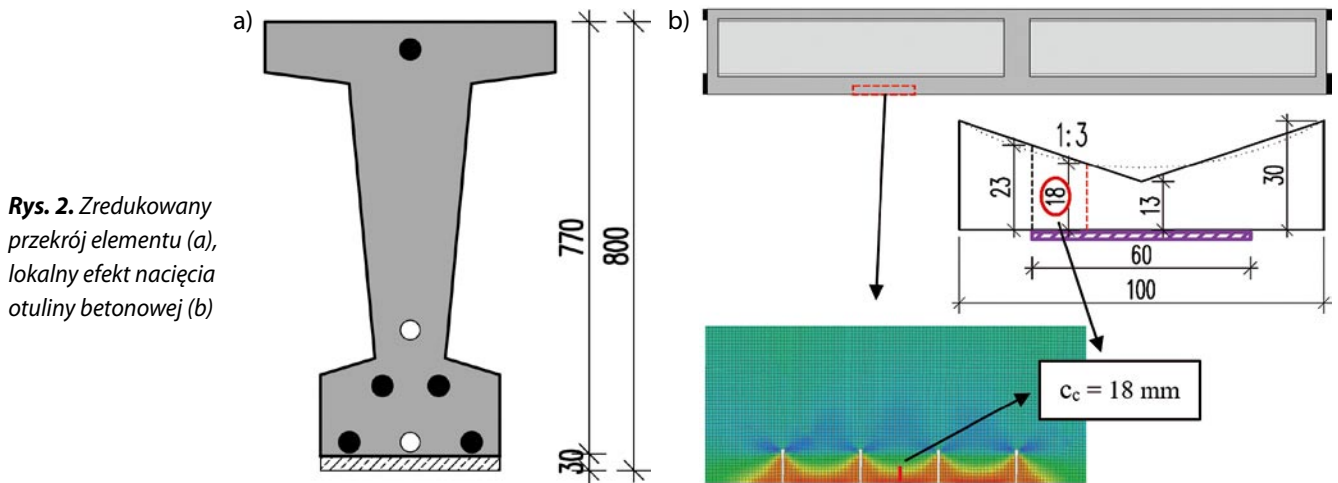 a)
770
800
30
Rys. 2. Zredukowany
przekrój elementu (a),
lokalny efekt nacięcia
otuliny betonowej (b)
b)
1:3
23
18
13
30
60
100
c_c = 18 mm